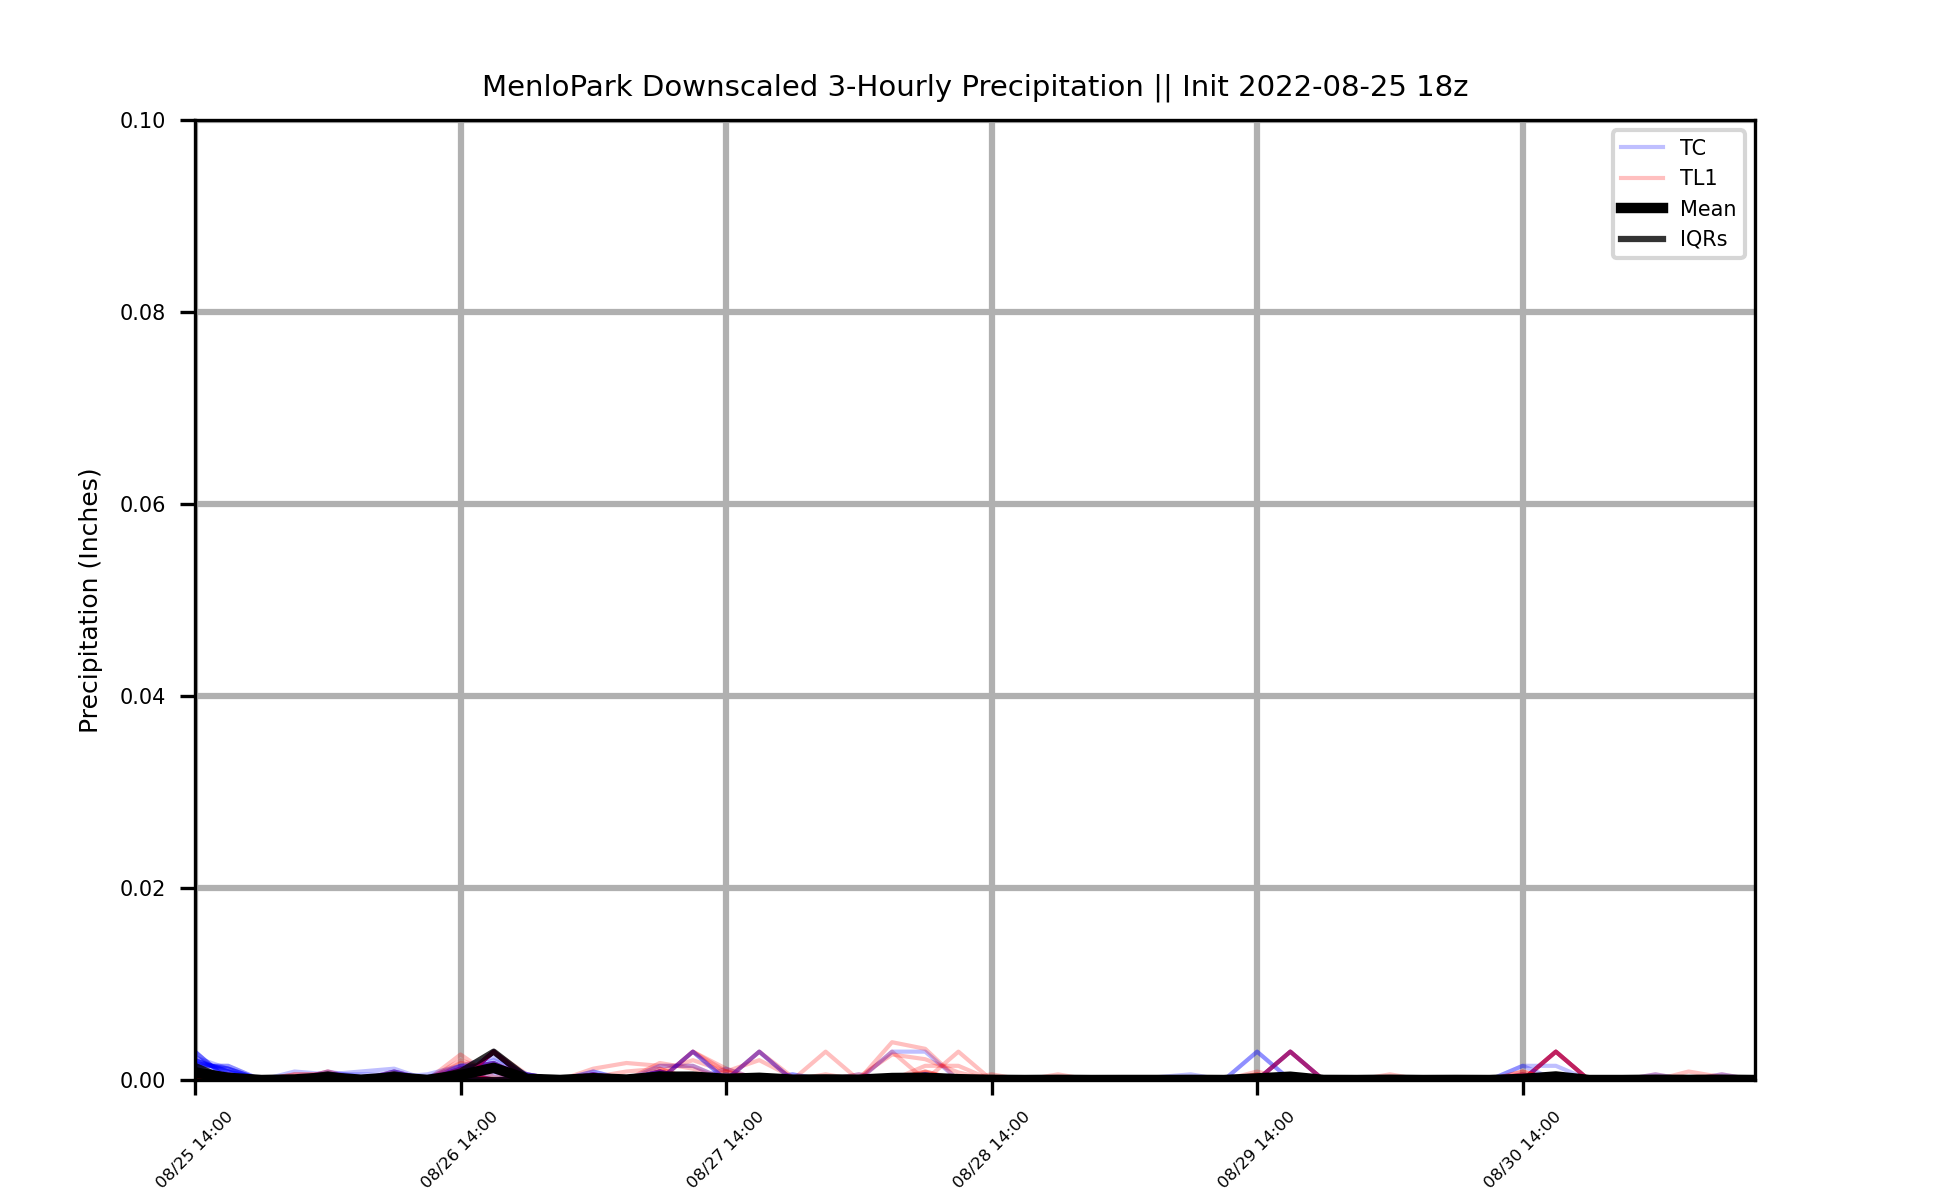 MenloPark Downscaled 3-Hourly Precipitation || Init 2022-08-25 18z
TC
TL1
Mean
IQRs
Precipitation (Inches)
0.10
0.08
0.06
0.04
0.02
0.00
08/25 14:00
08/26 14:00
08/27 14:00
08/28 14:00
08/29 14:00
08/30 14:00